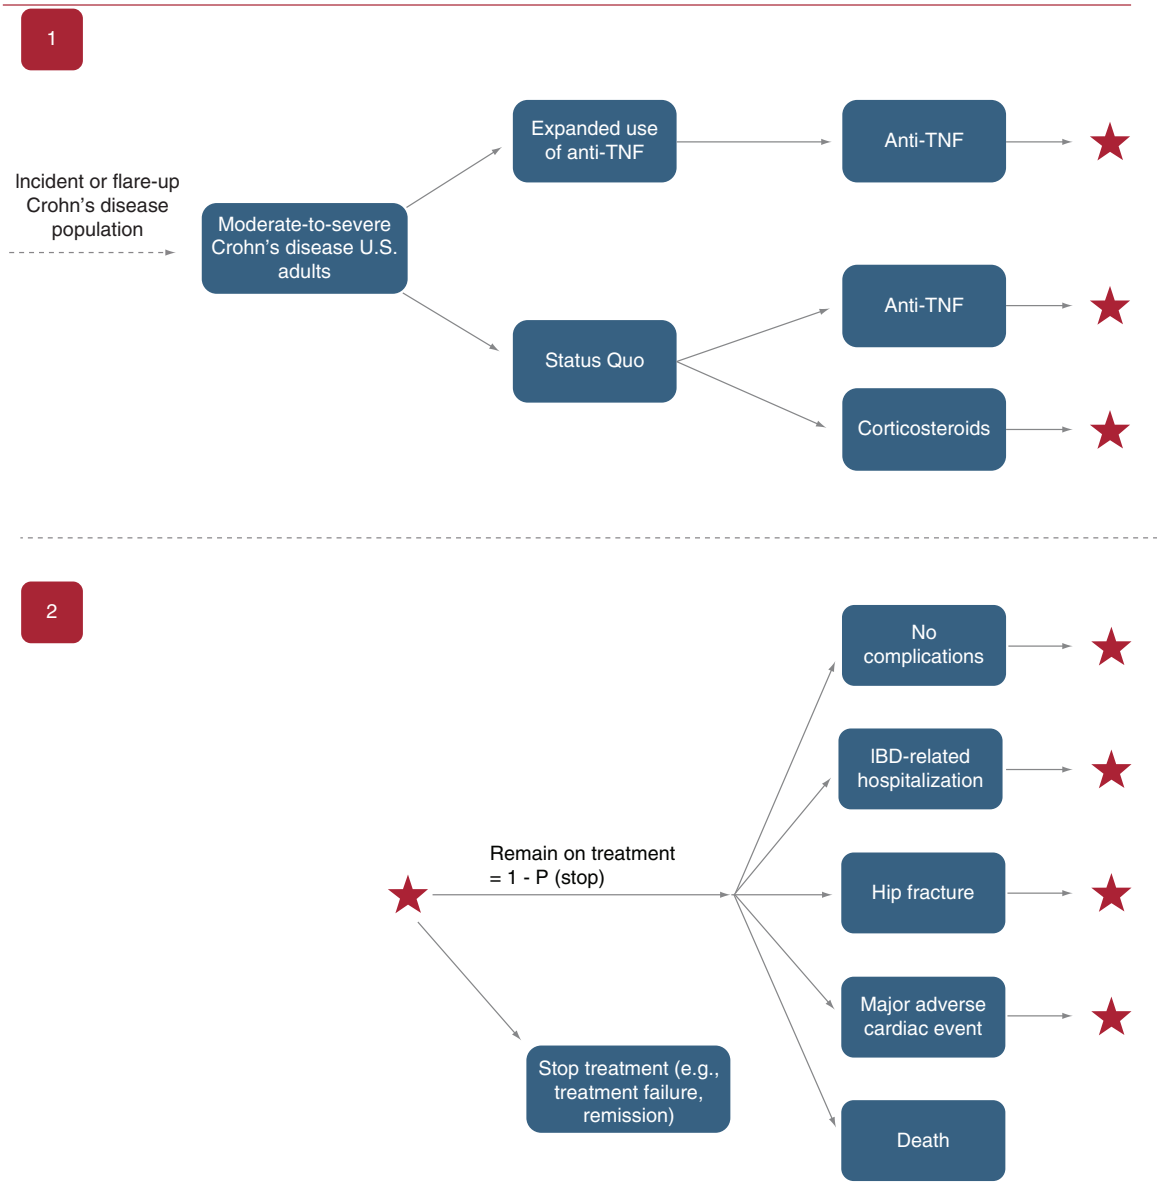 1
Incident or flare-up
Crohn's disease
population
Moderate-to-severe
Crohn's disease U.S.
adults
Expanded use
of anti-TNF
Anti-TNF
Status Quo
Anti-TNF
Corticosteroids
2
Remain on treatment
= 1 - P (stop)
Stop treatment (e.g.,
treatment failure,
remission)
No
complications
IBD-related
hospitalization
Hip fracture
Major adverse
cardiac event
Death